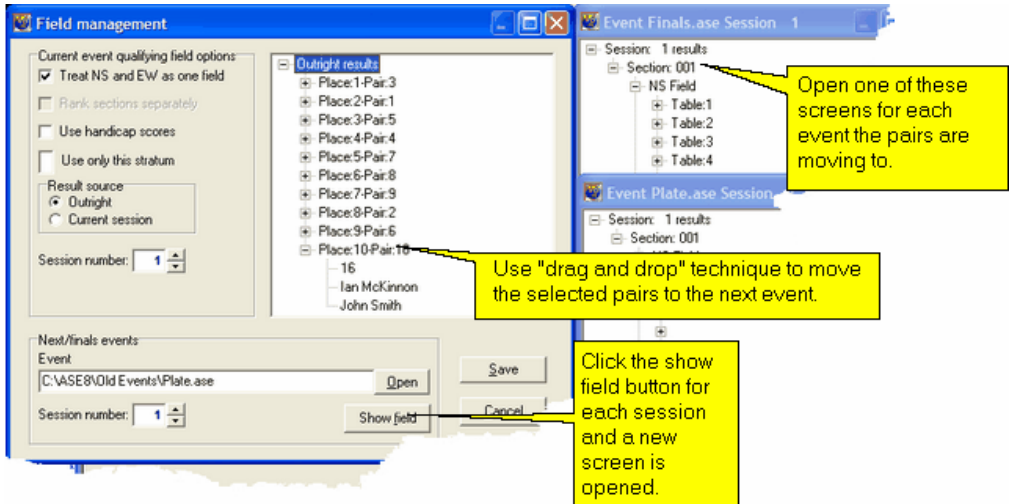 Field management
Current event qualifying field options
Treat NS and EW as one field
Rank sections separately
Use handicap scores
Use only this stratum
Result source
Outright
Current session
Session number: 1
Outright results
Place:1-Pair:3
Place:2-Pair:1
Place:3-Pair:5
Place:4-Pair:4
Place:5-Pair:7
Place:6-Pair:8
Place:7-Pair:9
Place:8-Pair:2
Place:9-Pair:6
Place:10-Pair:10
16
Ian McKinnon
John Smith
Next/finals events
Event
C:\ASE8\Old Events\Plate.ase
Open
Session number: 1
Show field
Save
Cancel
Event Finals.ase Session 1
Session: 1 results
Section: 001
NS Field
Table:1
Table:2
Table:3
Table:4
Open one of these
screens for each
event the pairs are
moving to.
Event Plate.ase Session
Session: 1 results
Section: 001
Use "drag and drop" technique to move
the selected pairs to the next event.
Click the show
field button for
each session
and a new
screen is
opened.